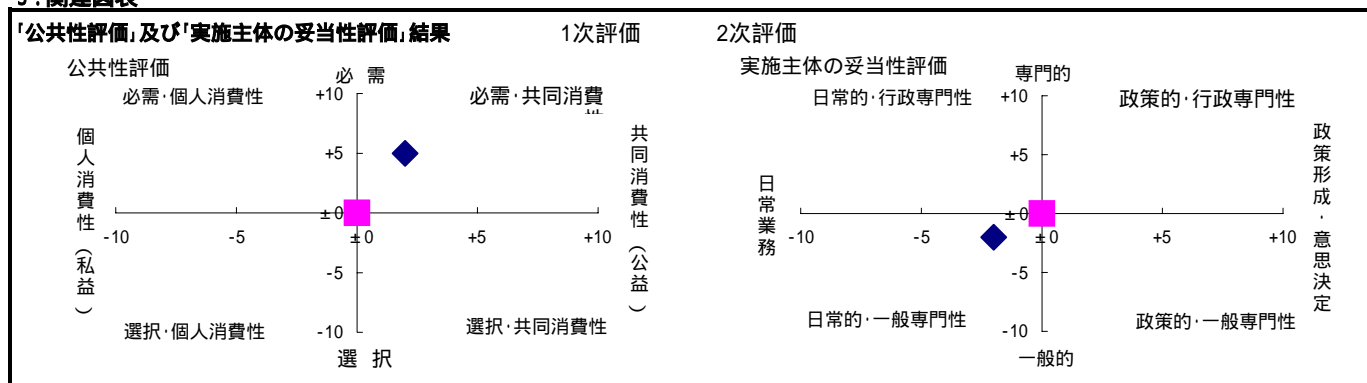 「公共性評価」及び「実施主体の妥当性評価」結果 1次評価 2次評価
公共性評価
必 需
必需・個人消費性
+10
必需・共同消費
個人消費性（私益）
+5
共同消費性（公益）
±0
-10 -5 ±0 +5 +10
-5
選択・個人消費性
選択・共同消費性
-10
選 択
実施主体の妥当性評価
専門的
日常的・行政専門性
+10
政策的・行政専門性
+5
日常業務
政策形成・意思決定
±0
-10 -5 ±0 +5 +10
-5
日常的・一般専門性
政策的・一般専門性
-10
一般的